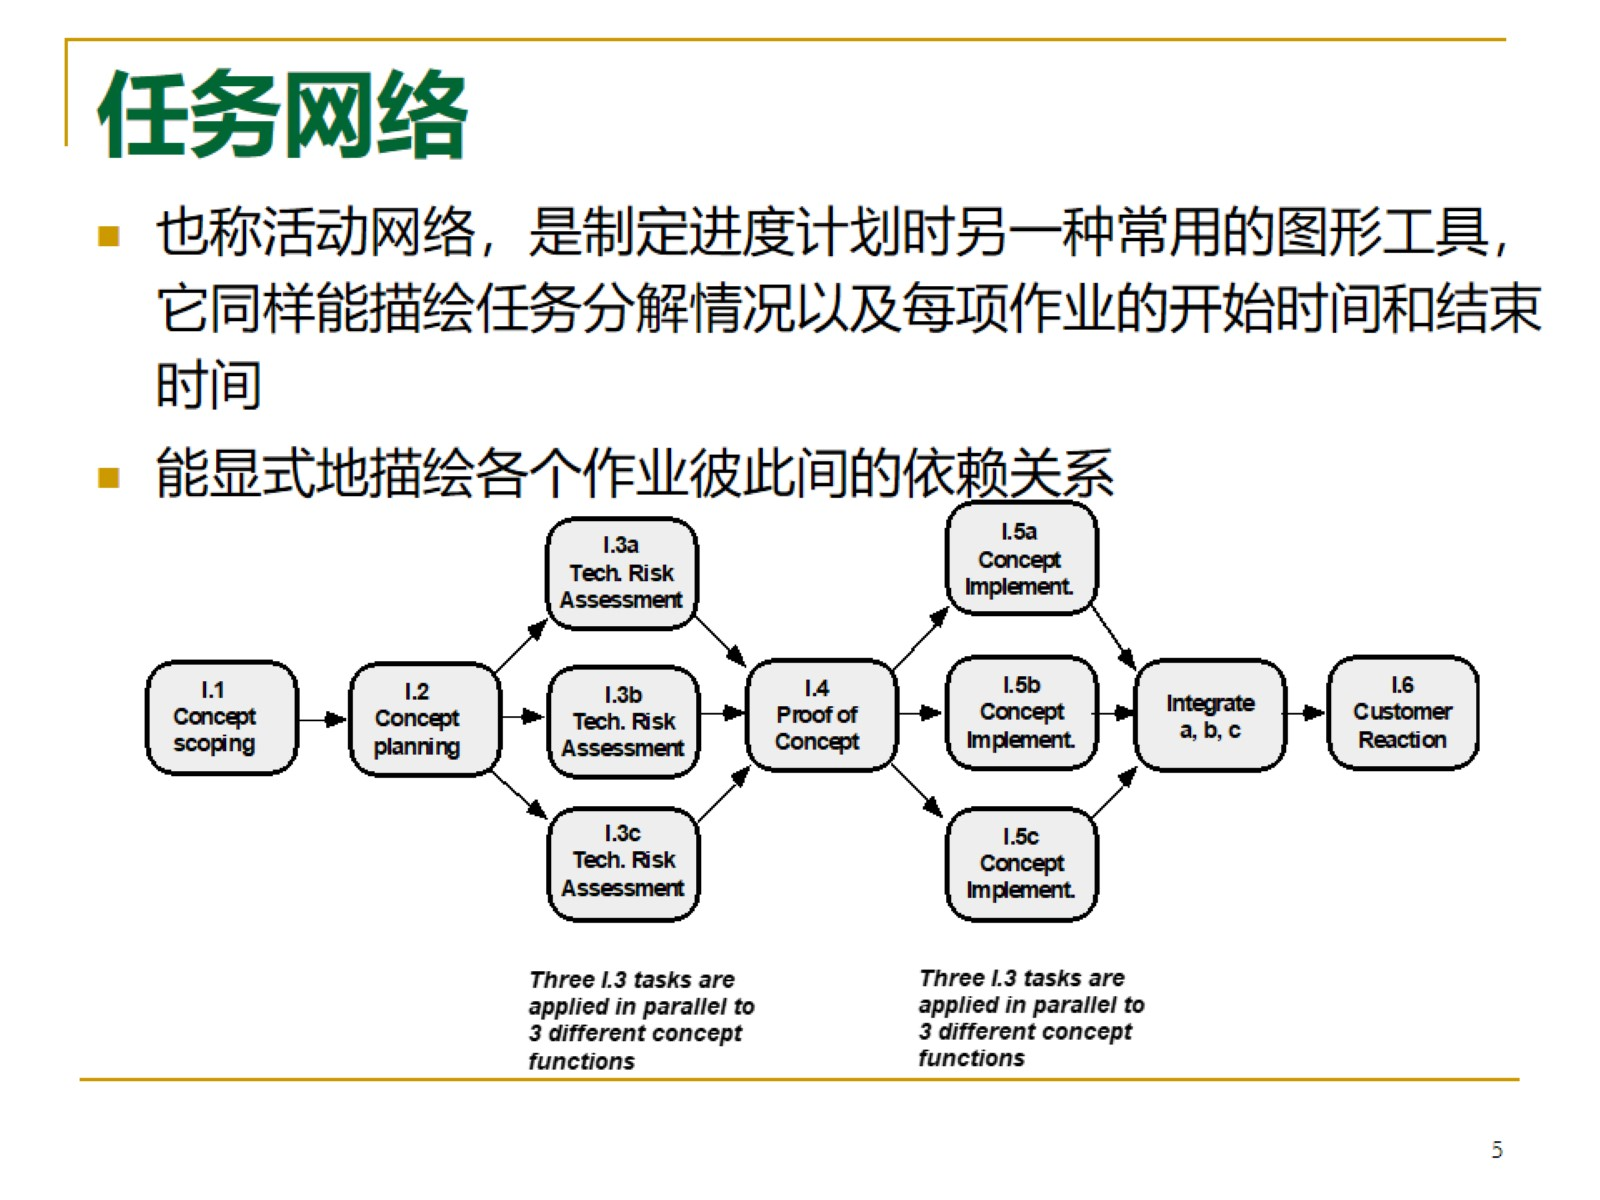 任务网络
也称活动网络，是制定进度计划时另一种常用的图形工具，
它同样能描绘任务分解情况以及每项作业的开始时间和结束
时间
能显式地描绘各个作业彼此间的依赖关系
I.1
Concept
scoping
I.2
Concept
planning
I.3a
Tech. Risk
Assessment
I.3b
Tech. Risk
Assessment
I.3c
Tech. Risk
Assessment
I.4
Proof of
Concept
I.5a
Concept
Implement.
I.5b
Concept
Implement.
I.5c
Concept
Implement.
Integrate
a, b, c
I.6
Customer
Reaction
Three I.3 tasks are
applied in parallel to
3 different concept
functions
Three I.3 tasks are
applied in parallel to
3 different concept
functions
5